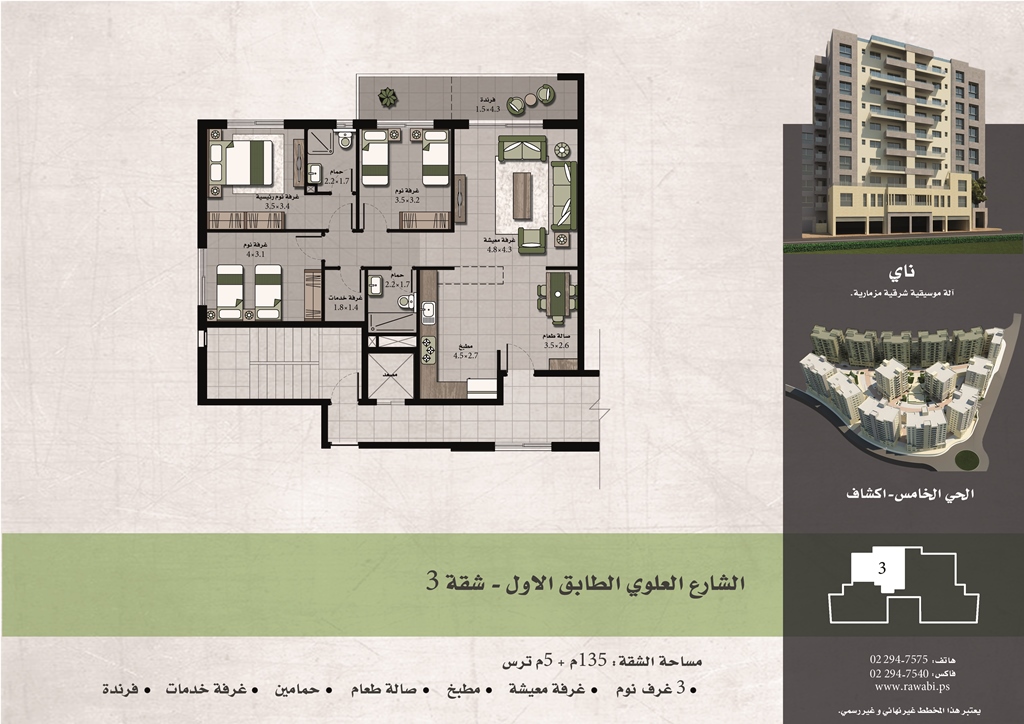 فرندة
1.5×4.3
حمام
2.2×1.7
غرفة نوم رئيسية
3.5×3.4
غرفة نوم
3.5×3.2
غرفة معيشة
4.8×4.3
غرفة نوم
4×3.1
حمام
2.2×1.7
غرفة خدمات
1.8×1.4
صالة طعام
3.5×2.6
مطبخ
4.5×2.7
مصعد
ناي
آلة موسيقية شرقية مزمارية.
الحي الخامس-اكشاف
3
الشارع العلوي الطابق الاول - شقة 3
مساحة الشقة: 135م + 5م ترس
• 3 غرف نوم • غرفة معيشة • مطبخ • صالة طعام • حمامين • غرفة خدمات • فرندة
هاتف: 02 294-7575
فاكس: 02 294-7540
www.rawabi.ps
يعتبر هذا المخطط غير نهائي و غير رسمي.